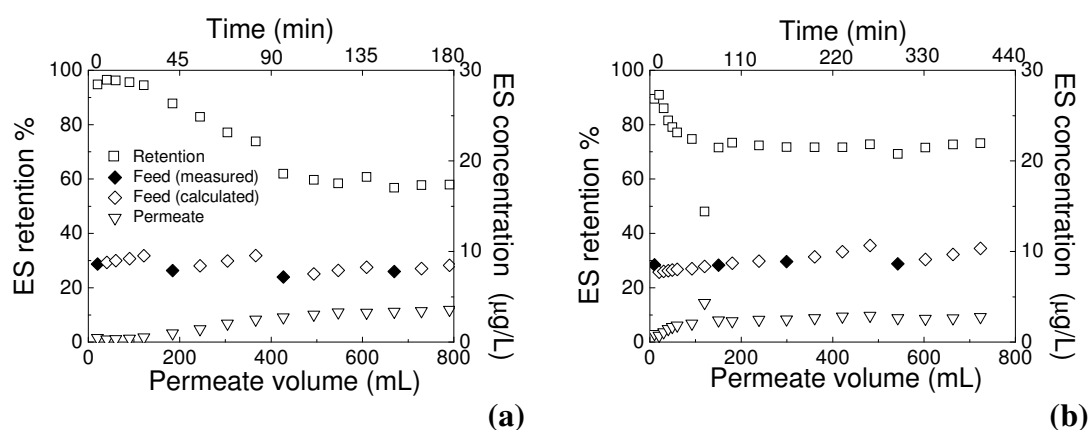 Time (min)
0 45 90 135 180
100
80
60
40
20
0
ES retention %
30
20
10
0
ES concentration (µg/L)
Retention
Feed (measured)
Feed (calculated)
Permeate
0 200 400 600 800
Permeate volume (mL)
(a)
Time (min)
0 110 220 330 440
100
80
60
40
20
0
ES retention %
30
20
10
0
ES concentration (µg/L)
0 200 400 600 800
Permeate volume (mL)
(b)